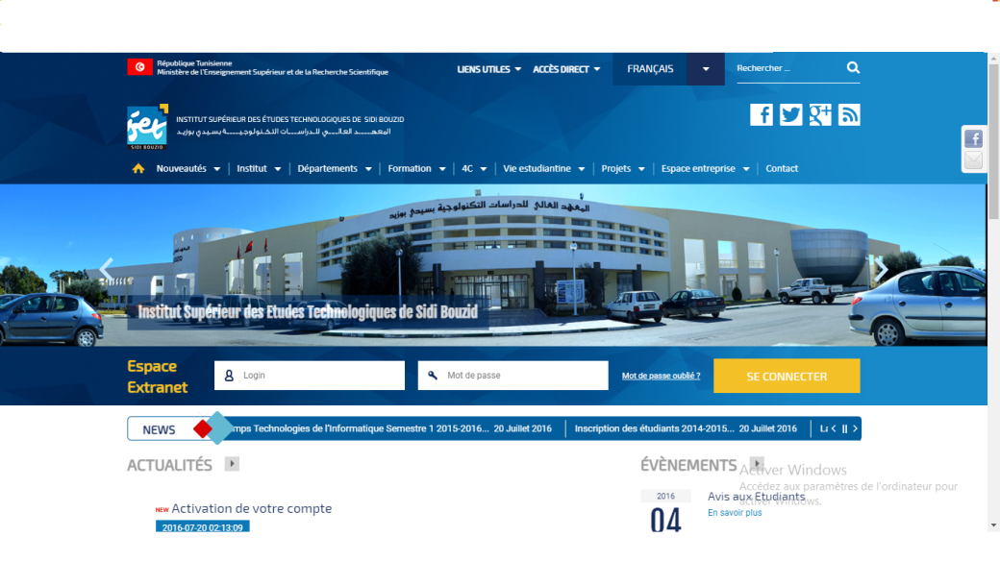 République Tunisienne
Ministère de l'Enseignement Supérieur et de la Recherche Scientifique
LIENS UTILES
ACCÈS DIRECT
FRANÇAIS
Rechercher ...
iset
SIDI BOUZID
INSTITUT SUPÉRIEUR DES ÉTUDES TECHNOLOGIQUES DE SIDI BOUZID
المعهد العالي للدراسات التكنولوجية بسيدي بوزيد
Nouveautés
Institut
Départements
Formation
4C
Vie estudiantine
Projets
Espace entreprise
Contact
المعهد العالي للدراسات التكنولوجية بسيدي بوزيد
Institut Supérieur des Etudes Technologiques de Sidi Bouzid
Espace
Extranet
Login
Mot de passe
Mot de passe oublié ?
SE CONNECTER
NEWS
mps Technologies de l'Informatique Semestre 1 2015-2016... 20 Juillet 2016
Inscription des étudiants 2014-2015... 20 Juillet 2016
ACTUALITÉS
ÉVÈNEMENTS
NEW Activation de votre compte
2016-07-20 02:13:09
2016
04
Avis aux Etudiants
En savoir plus
Activer Windows
Accédez aux paramètres de l'ordinateur pour
activer Windows.